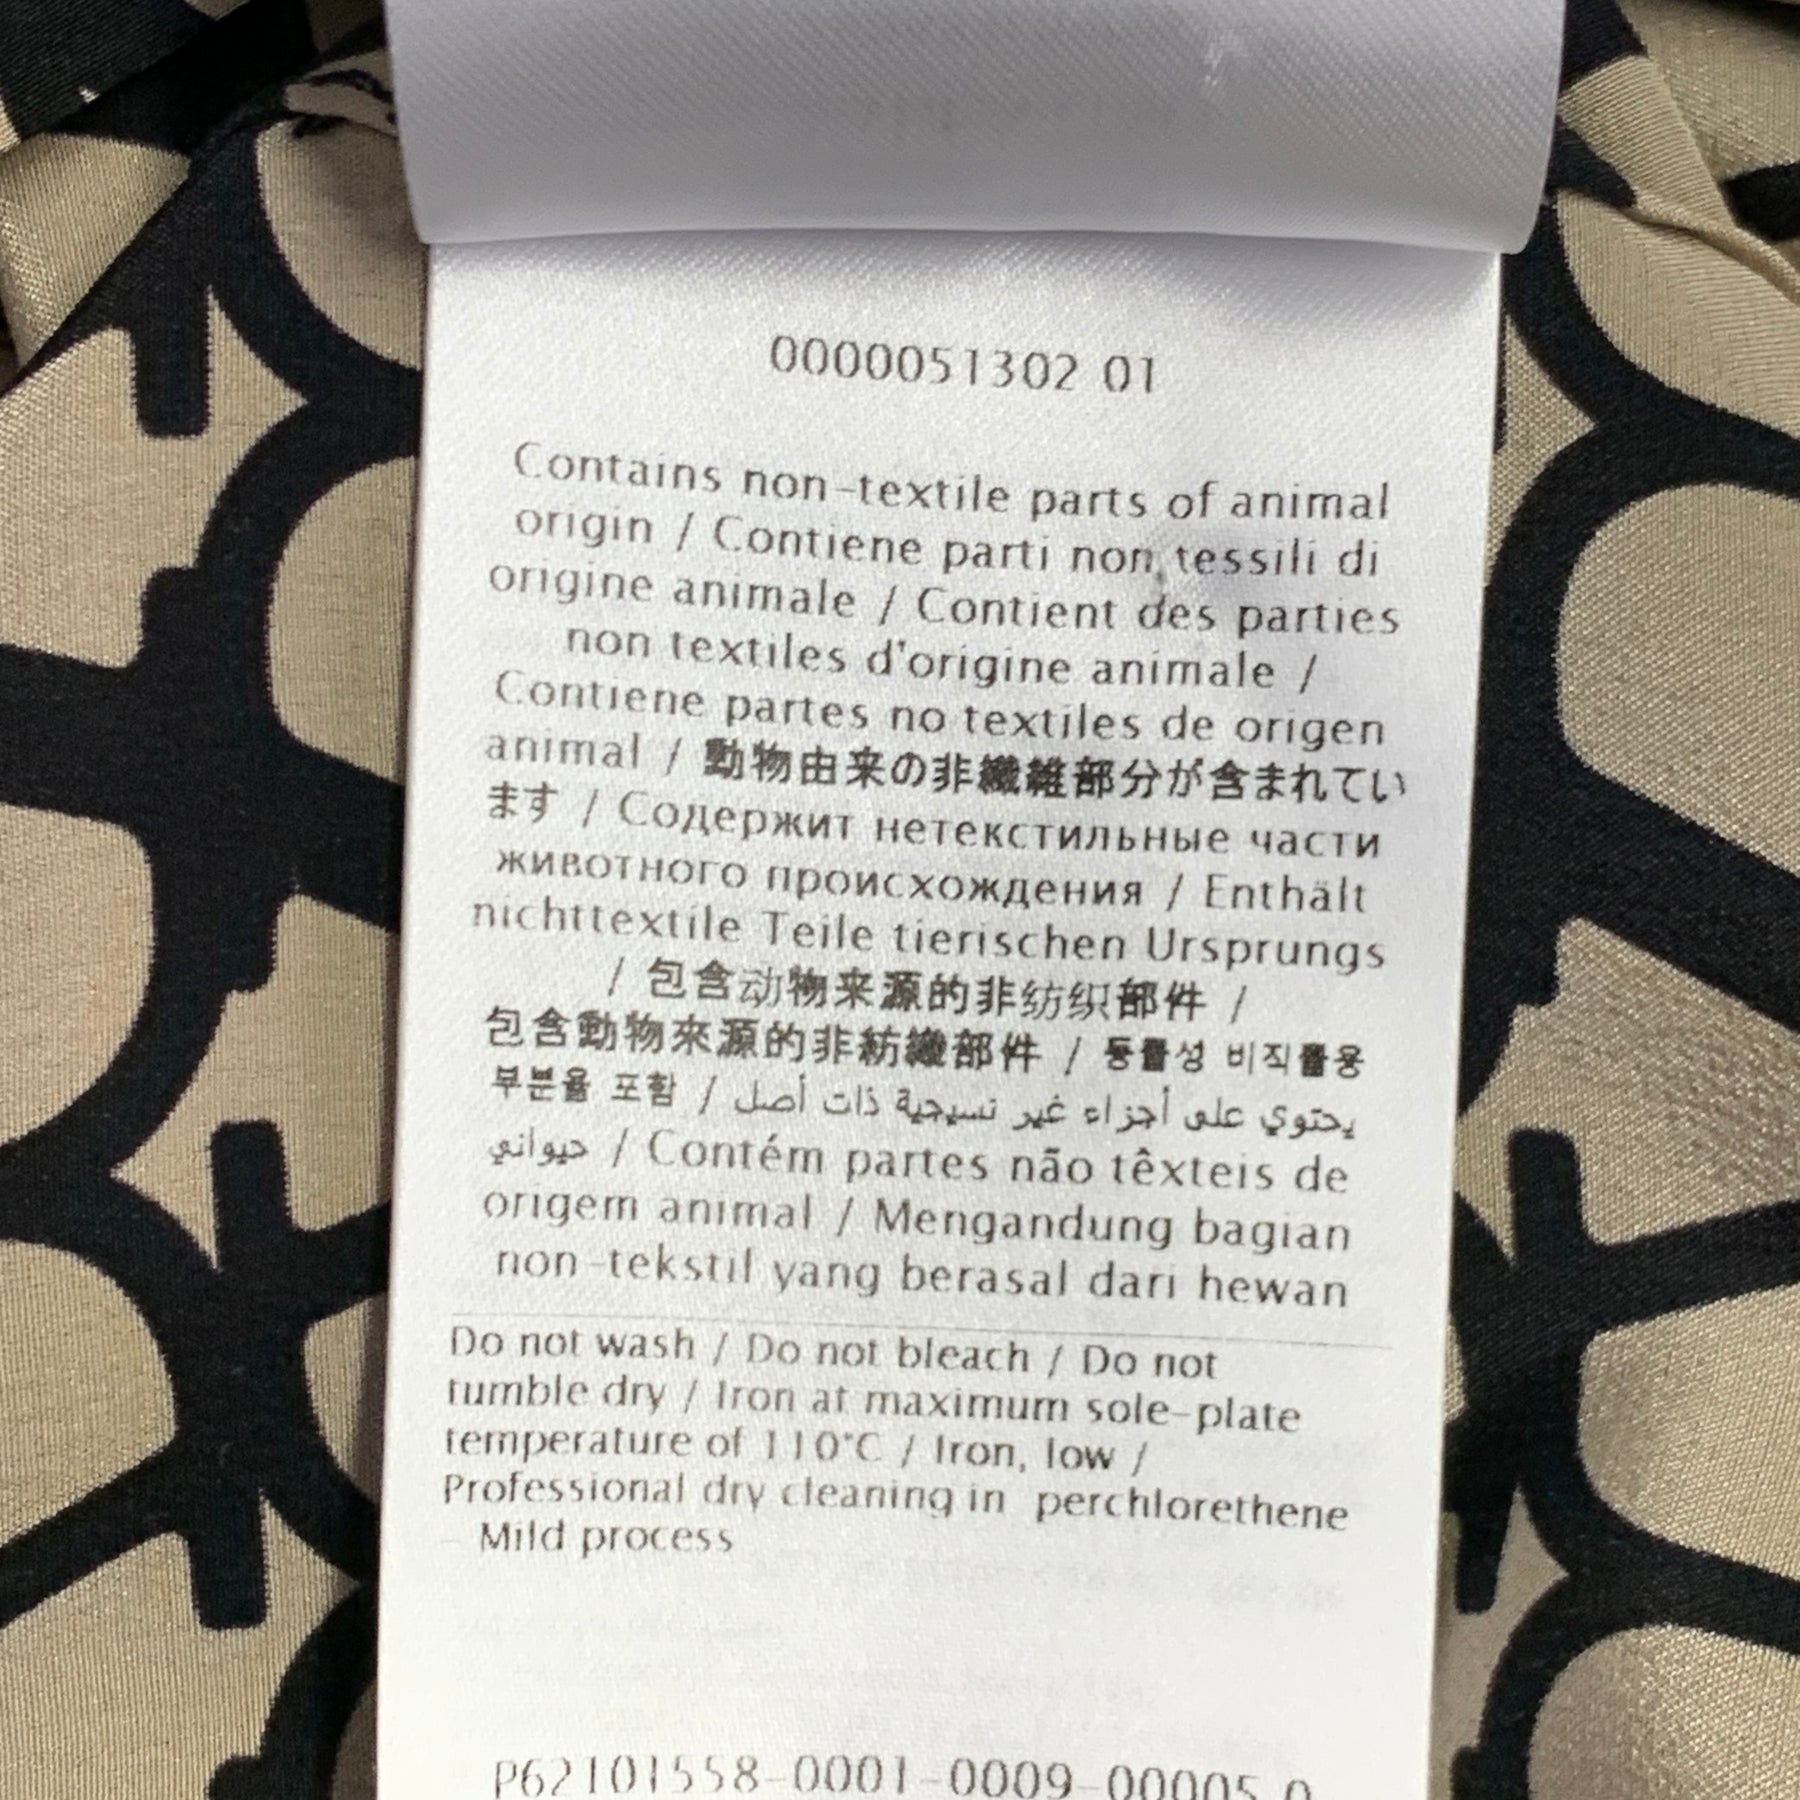 0000051302 01
Contains non-textile parts of animal
origin / Contiene parti non tessili di
origine animale / Contient des parties
non textiles d'origine animale /
Contiene partes no textiles de origen
animal / 動物由来の非繊維部分が含まれてい
ます / Содержит нетекстильные части
животного происхождения / Enthält
nichttextile Teile tierischen Ursprungs
/ 包含动物来源的非纺织部件 /
包含動物來源的非紡織部件 / 동물성 비직물용
부분을 포함 / يحتوي على أجزاء غير نسيجية ذات أصل
حيواني / Contém partes não têxteis de
origem animal / Mengandung bagian
non-tekstil yang berasal dari hewan
Do not wash / Do not bleach / Do not
tumble dry / Iron at maximum sole-plate
temperature of 110°C / Iron, low /
Professional dry cleaning in perchlorethene
- Mild process
P62101558-0001-0009-00005 0